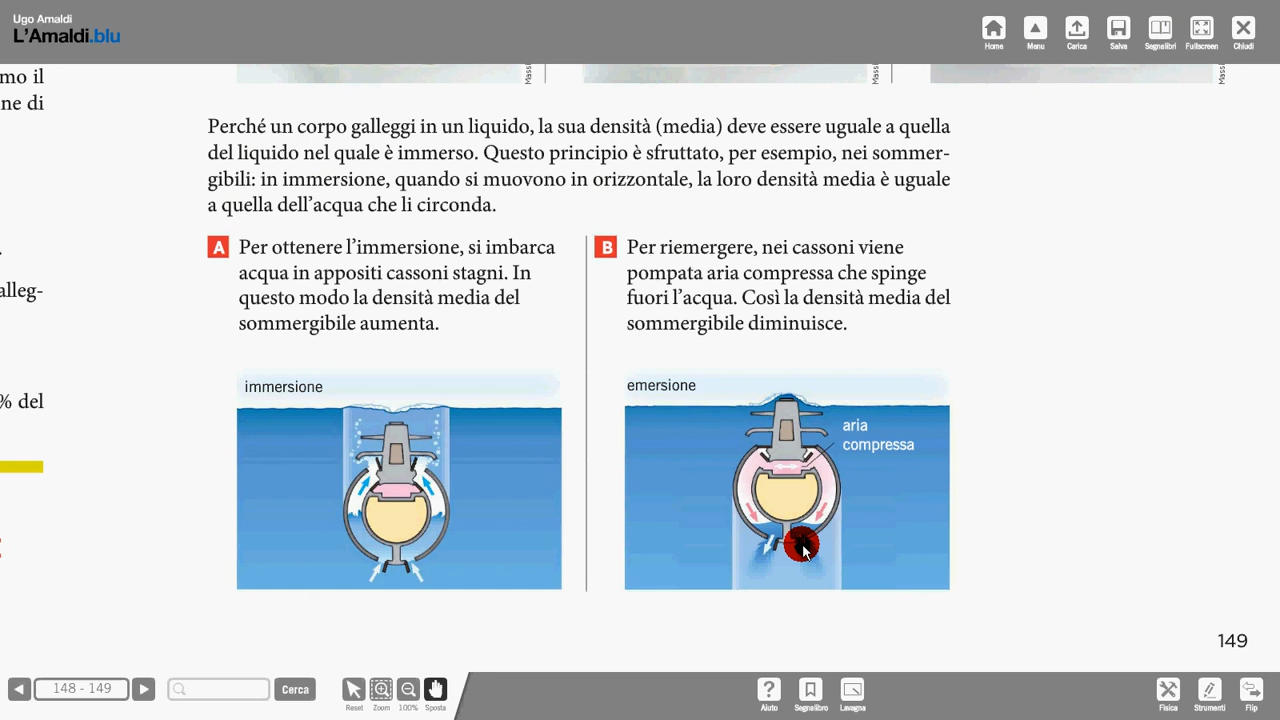 Ugo Amaldi
L'Amaldi.blu
Home
Menu
Carica
Salva
Segnalibri
Fullscreen
Chiudi
mo il
ne di
alleg-
% del
Massi
Massi
Massi
Perché un corpo galleggi in un liquido, la sua densità (media) deve essere uguale a quella
del liquido nel quale è immerso. Questo principio è sfruttato, per esempio, nei sommer-
gibili: in immersione, quando si muovono in orizzontale, la loro densità media è uguale
a quella dell'acqua che li circonda.
A Per ottenere l'immersione, si imbarca
acqua in appositi cassoni stagni. In
questo modo la densità media del
sommergibile aumenta.
immersione
B Per riemergere, nei cassoni viene
pompata aria compressa che spinge
fuori l'acqua. Così la densità media del
sommergibile diminuisce.
emersione
aria
compressa
149
148 - 149
Cerca
Reset
Zoom
100%
Sposta
Aiuto
Segnalibro
Lavagna
Fisica
Strumenti
Flip